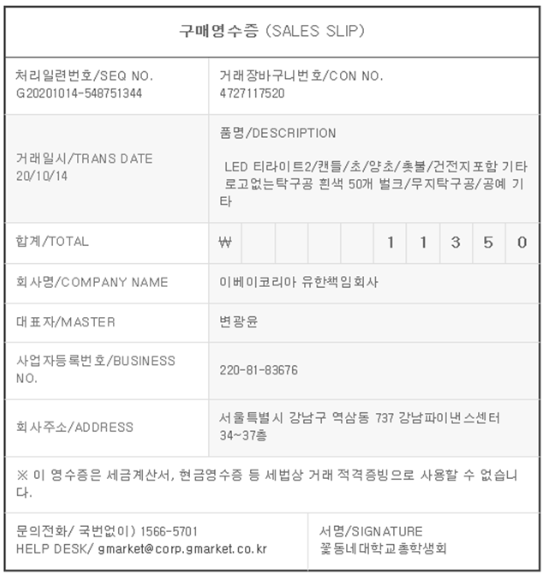 구매영수증 (SALES SLIP)
처리일련번호/SEQ NO.
G20201014-548751344
거래장바구니번호/CON NO.
4727117520
거래일시/TRANS DATE
20/10/14
품명/DESCRIPTION
LED 티라이트2/캔들/초/양초/촛불/건전지포함 기타
로고없는탁구공 흰색 50개 벌크/무지탁구공/공예 기
타
합계/TOTAL
₩ 1 1 3 5 0
회사명/COMPANY NAME
이베이코리아 유한책임회사
대표자/MASTER
변광윤
사업자등록번호/BUSINESS
NO.
220-81-83676
회사주소/ADDRESS
서울특별시 강남구 역삼동 737 강남파이낸스센터
34~37층
※ 이 영수증은 세금계산서, 현금영수증 등 세법상 거래 적격증빙으로 사용할 수 없습니
다.
문의전화/ 국번없이) 1566-5701
HELP DESK/ gmarket@corp.gmarket.co.kr
서명/SIGNATURE
꽃동네대학교총학생회